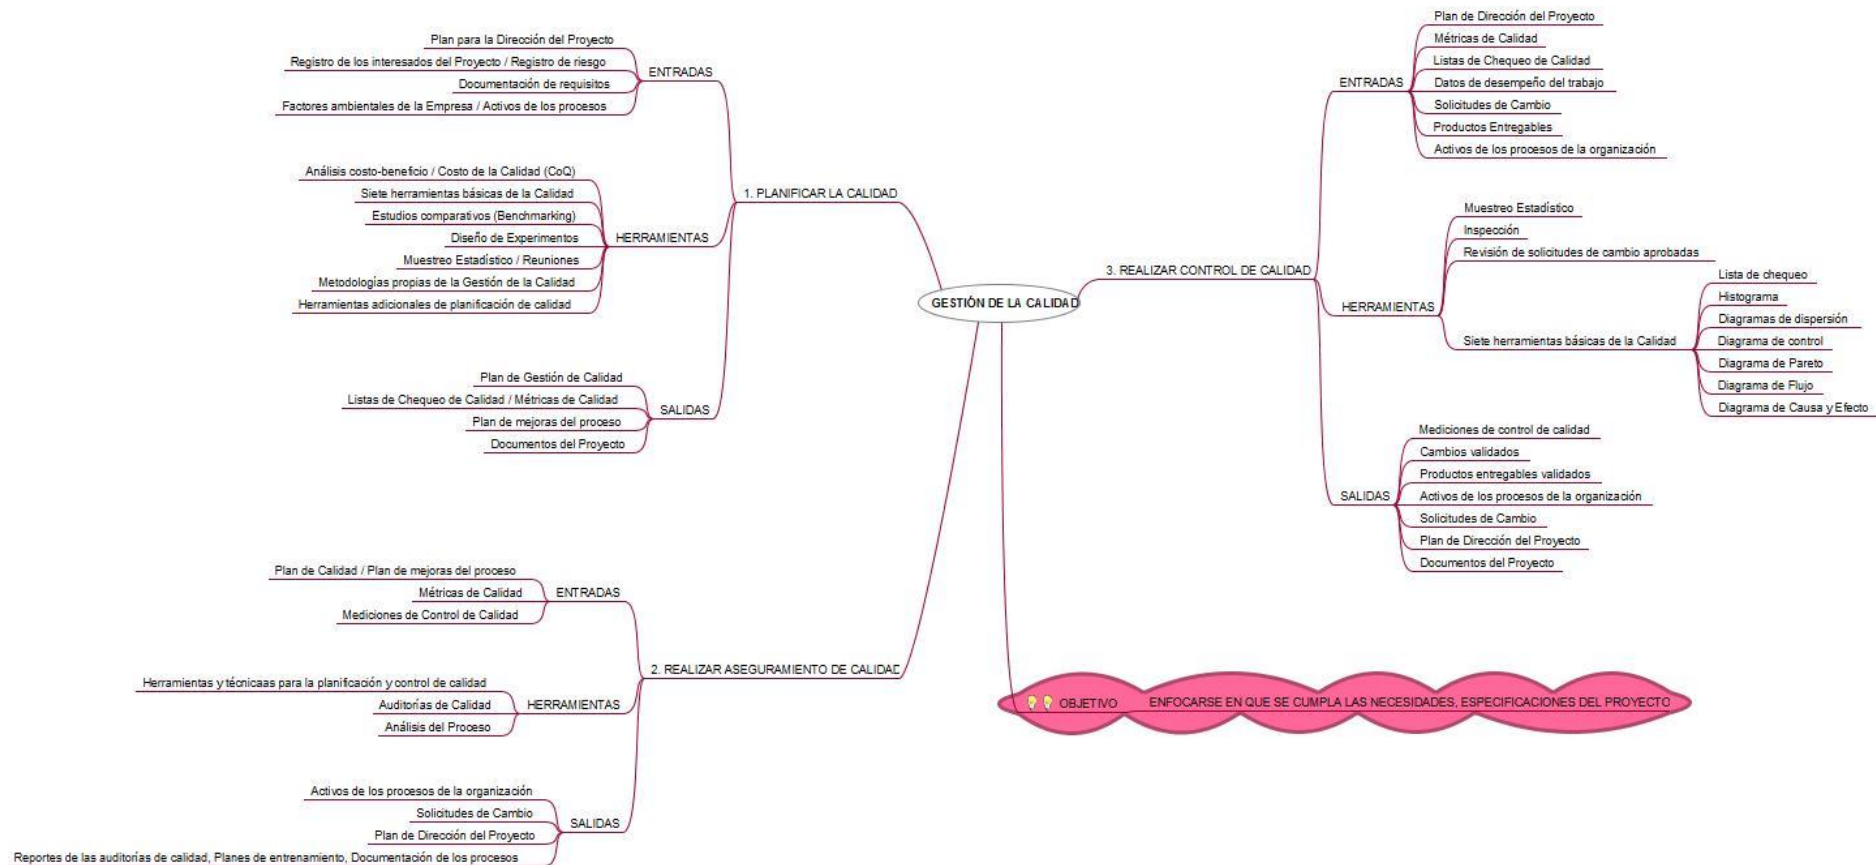 GESTIÓN DE LA CALIDAD
1. PLANIFICAR LA CALIDAD
ENTRADAS
Plan para la Dirección del Proyecto
Registro de los interesados del Proyecto / Registro de riesgo
Documentación de requisitos
Factores ambientales de la Empresa / Activos de los procesos
HERRAMIENTAS
Análisis costo-beneficio / Costo de la Calidad (CoQ)
Siete herramientas básicas de la Calidad
Estudios comparativos (Benchmarking)
Diseño de Experimentos
Muestreo Estadístico / Reuniones
Metodologías propias de la Gestión de la Calidad
Herramientas adicionales de planificación de calidad
SALIDAS
Plan de Gestión de Calidad
Listas de Chequeo de Calidad / Métricas de Calidad
Plan de mejoras del proceso
Documentos del Proyecto
2. REALIZAR ASEGURAMIENTO DE CALIDAD
ENTRADAS
Plan de Calidad / Plan de mejoras del proceso
Métricas de Calidad
Mediciones de Control de Calidad
HERRAMIENTAS
Herramientas y técnicaas para la planificación y control de calidad
Auditorías de Calidad
Análisis del Proceso
SALIDAS
Activos de los procesos de la organización
Solicitudes de Cambio
Plan de Dirección del Proyecto
Reportes de las auditorías de calidad, Planes de entrenamiento, Documentación de los procesos
3. REALIZAR CONTROL DE CALIDAD
ENTRADAS
Plan de Dirección del Proyecto
Métricas de Calidad
Listas de Chequeo de Calidad
Datos de desempeño del trabajo
Solicitudes de Cambio
Productos Entregables
Activos de los procesos de la organización
HERRAMIENTAS
Muestreo Estadístico
Inspección
Revisión de solicitudes de cambio aprobadas
Siete herramientas básicas de la Calidad
Lista de chequeo
Histograma
Diagramas de dispersión
Diagrama de control
Diagrama de Pareto
Diagrama de Flujo
Diagrama de Causa y Efecto
SALIDAS
Mediciones de control de calidad
Cambios validados
Productos entregables validados
Activos de los procesos de la organización
Solicitudes de Cambio
Plan de Dirección del Proyecto
Documentos del Proyecto
OBJETIVO
ENFOCARSE EN QUE SE CUMPLA LAS NECESIDADES, ESPECIFICACIONES DEL PROYECTO